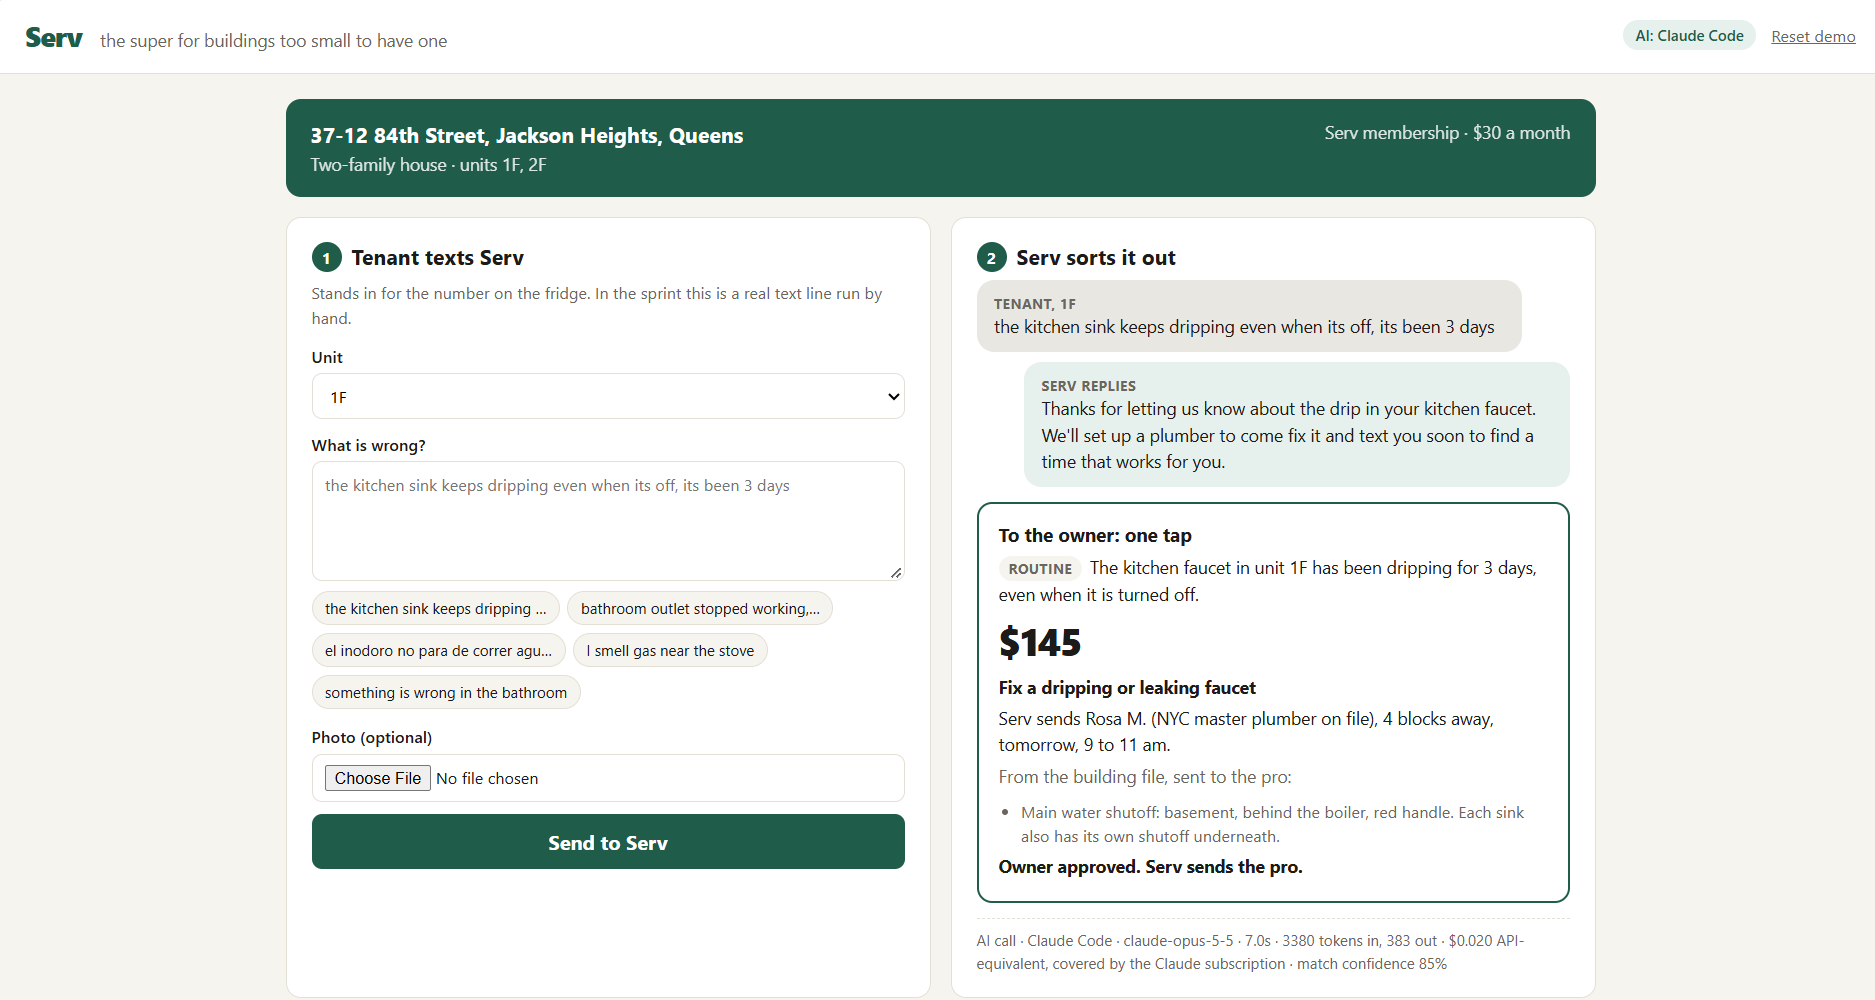 Serv
the super for buildings too small to have one
AI: Claude Code
Reset demo
37-12 84th Street, Jackson Heights, Queens
Two-family house · units 1F, 2F
Serv membership · $30 a month
1
Tenant texts Serv
Stands in for the number on the fridge. In the sprint this is a real text line run by
hand.
Unit
1F
What is wrong?
the kitchen sink keeps dripping even when its off, its been 3 days
the kitchen sink keeps dripping ...
bathroom outlet stopped working,...
el inodoro no para de correr agu...
I smell gas near the stove
something is wrong in the bathroom
Photo (optional)
Choose File
No file chosen
Send to Serv
2
Serv sorts it out
TENANT, 1F
the kitchen sink keeps dripping even when its off, its been 3 days
SERV REPLIES
Thanks for letting us know about the drip in your kitchen faucet.
We'll set up a plumber to come fix it and text you soon to find a
time that works for you.
To the owner: one tap
ROUTINE The kitchen faucet in unit 1F has been dripping for 3 days,
even when it is turned off.
$145
Fix a dripping or leaking faucet
Serv sends Rosa M. (NYC master plumber on file), 4 blocks away,
tomorrow, 9 to 11 am.
From the building file, sent to the pro:
• Main water shutoff: basement, behind the boiler, red handle. Each sink
also has its own shutoff underneath.
Owner approved. Serv sends the pro.
AI call · Claude Code · claude-opus-5-5 · 7.0s · 3380 tokens in, 383 out · $0.020 API-
equivalent, covered by the Claude subscription · match confidence 85%